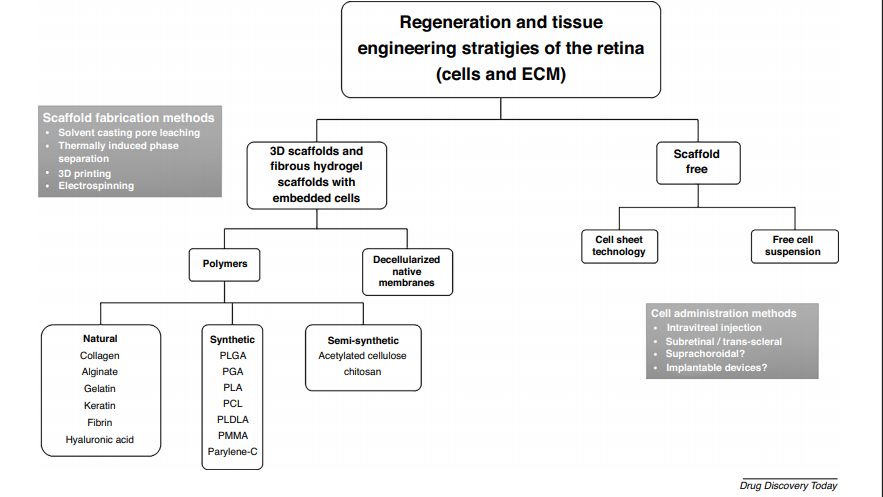 Regeneration and tissue
engineering stratigies of the retina
(cells and ECM)
Scaffold fabrication methods
• Solvent casting pore leaching
• Thermally induced phase
separation
• 3D printing
• Electrospinning
3D scaffolds and
fibrous hydrogel
scaffolds with
embedded cells
Scaffold
free
Polymers
Decellularized
native
membranes
Cell sheet
technology
Free cell
suspension
Natural
Collagen
Alginate
Gelatin
Keratin
Fibrin
Hyaluronic acid
Synthetic
PLGA
PGA
PLA
PCL
PLDLA
PMMA
Parylene-C
Semi-synthetic
Acetylated cellulose
chitosan
Cell administration methods
• Intravitreal injection
• Subretinal / trans-scleral
• Suprachoroidal?
• Implantable devices?
Drug Discovery Today